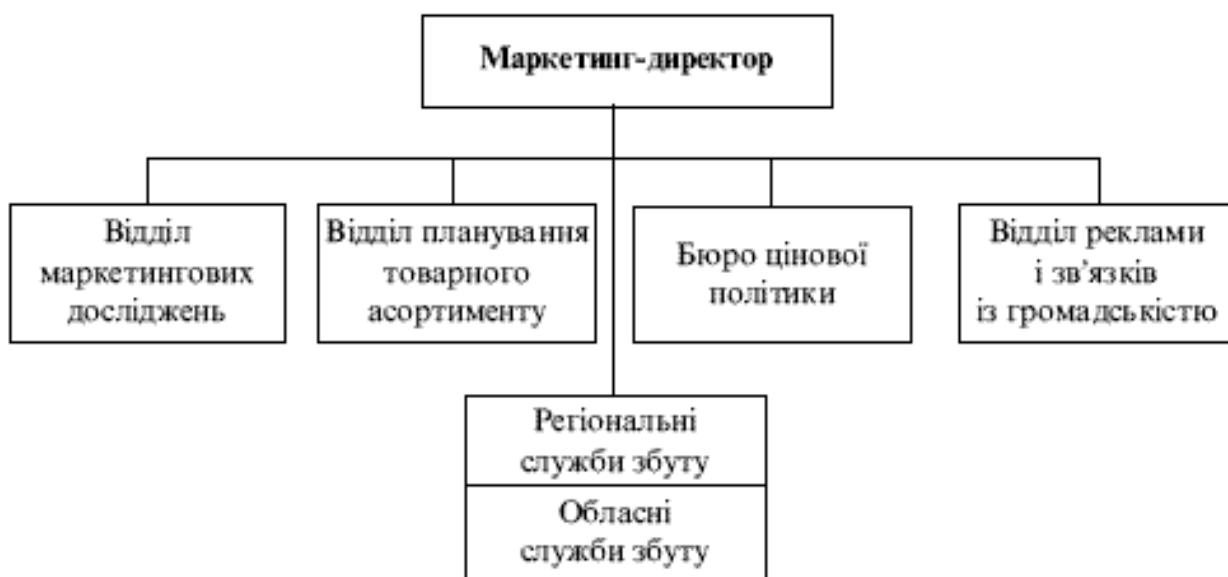 Маркетинг-директор
Відділ
маркетингових
досліджень
Відділ планування
товарного
асортименту
Бюро цінової
політики
Відділ реклами
і зв’язків
із громадськістю
Регіональні
служби збуту
Обласні
служби збуту